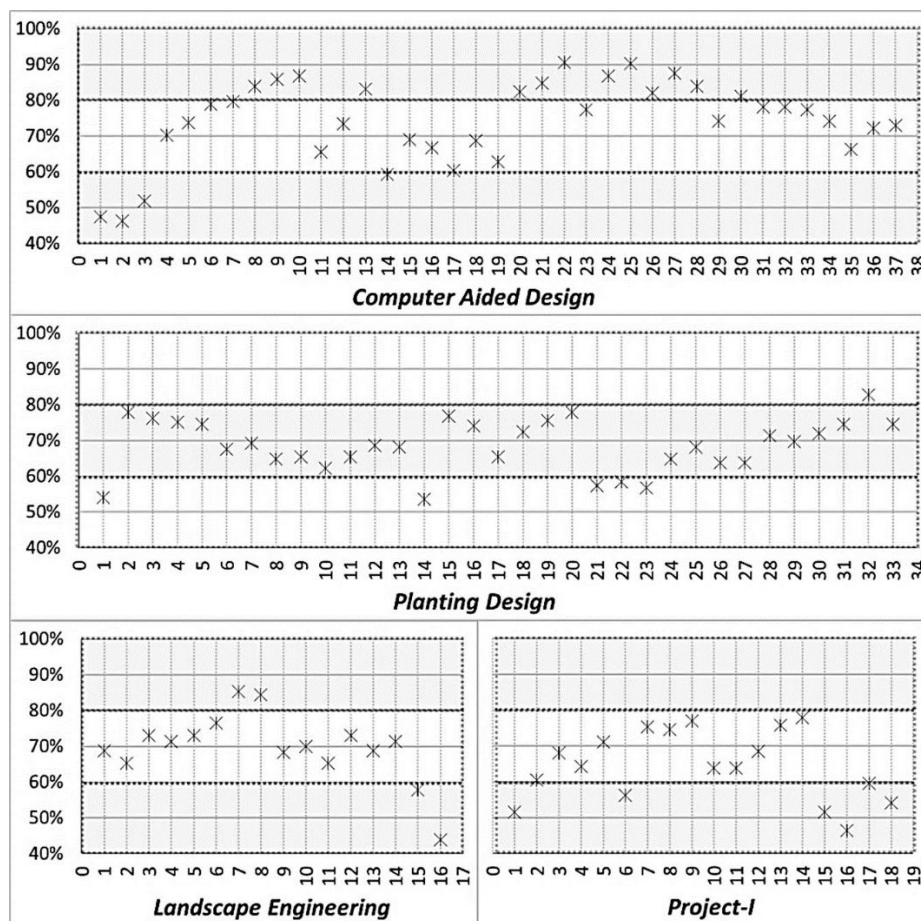 100%
90%
80%
70%
60%
50%
40%
0 1 2 3 4 5 6 7 8 9 10 11 12 13 14 15 16 17 18 19 20 21 22 23 24 25 26 27 28 29 30 31 32 33 34 35 36 37 38
Computer Aided Design
100%
90%
80%
70%
60%
50%
40%
0 1 2 3 4 5 6 7 8 9 10 11 12 13 14 15 16 17 18 19 20 21 22 23 24 25 26 27 28 29 30 31 32 33 34
Planting Design
100%
90%
80%
70%
60%
50%
40%
0 1 2 3 4 5 6 7 8 9 10 11 12 13 14 15 16 17
Landscape Engineering
0 1 2 3 4 5 6 7 8 9 10 11 12 13 14 15 16 17 18 19
Project-I